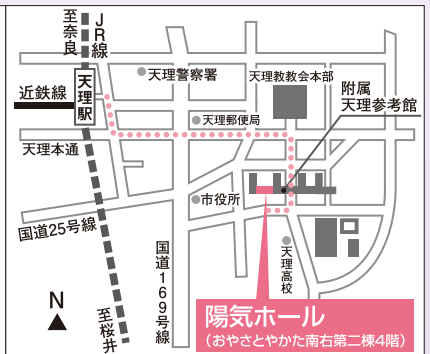 至奈良
JR線
天理駅
近鉄線
天理警察署
天理教教会本部
附属
天理参考館
天理郵便局
天理本通
市役所
国道25号線
国道169号線
天理高校
至桜井
N
陽気ホール
(おやさとやかた南右第二棟4階)